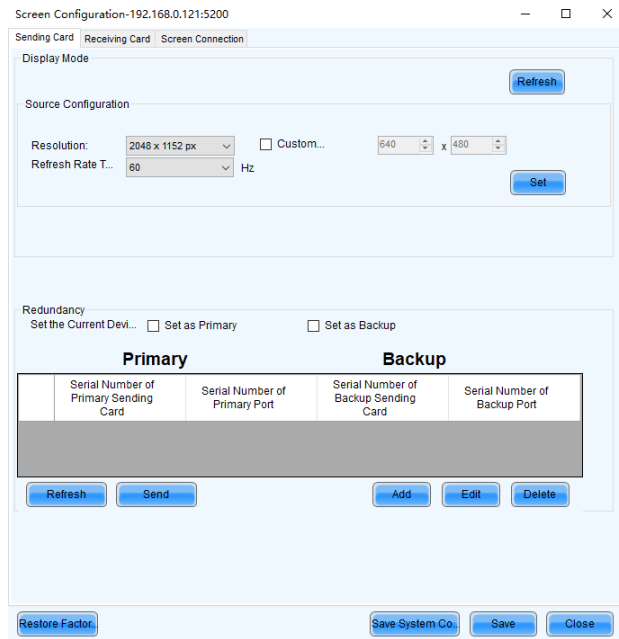 Screen Configuration-192.168.0.121:5200
Sending Card Receiving Card Screen Connection
Display Mode
Refresh
Source Configuration
Resolution: 2048 x 1152 px Custom... 640 x 480
Refresh Rate T... 60 Hz
Set
Redundancy
Set the Current Devi... Set as Primary Set as Backup
Primary Backup
Serial Number of Primary Sending Card Serial Number of Primary Port Serial Number of Backup Sending Card Serial Number of Backup Port
Refresh Send Add Edit Delete
Restore Factor... Save System Co... Save Close